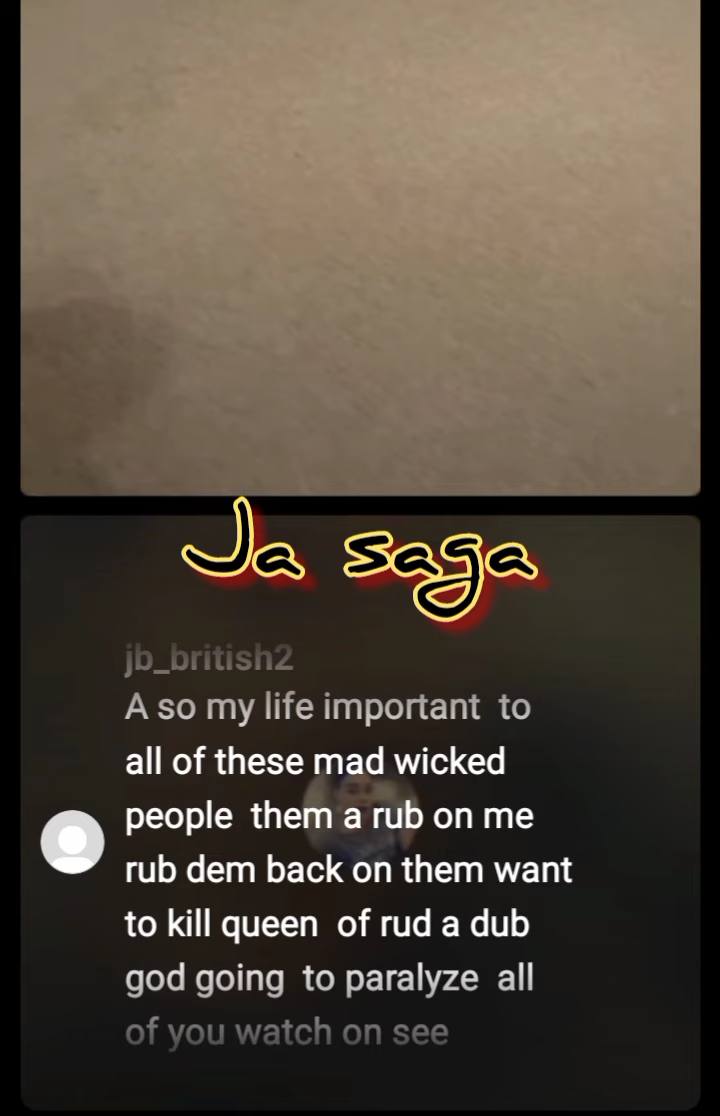 Ja saga
jb_british2
A so my life important  to
all of these mad wicked
people  them a rub on me
rub dem back on them want
to kill queen  of rud a dub
god going  to paralyze  all
of you watch on see